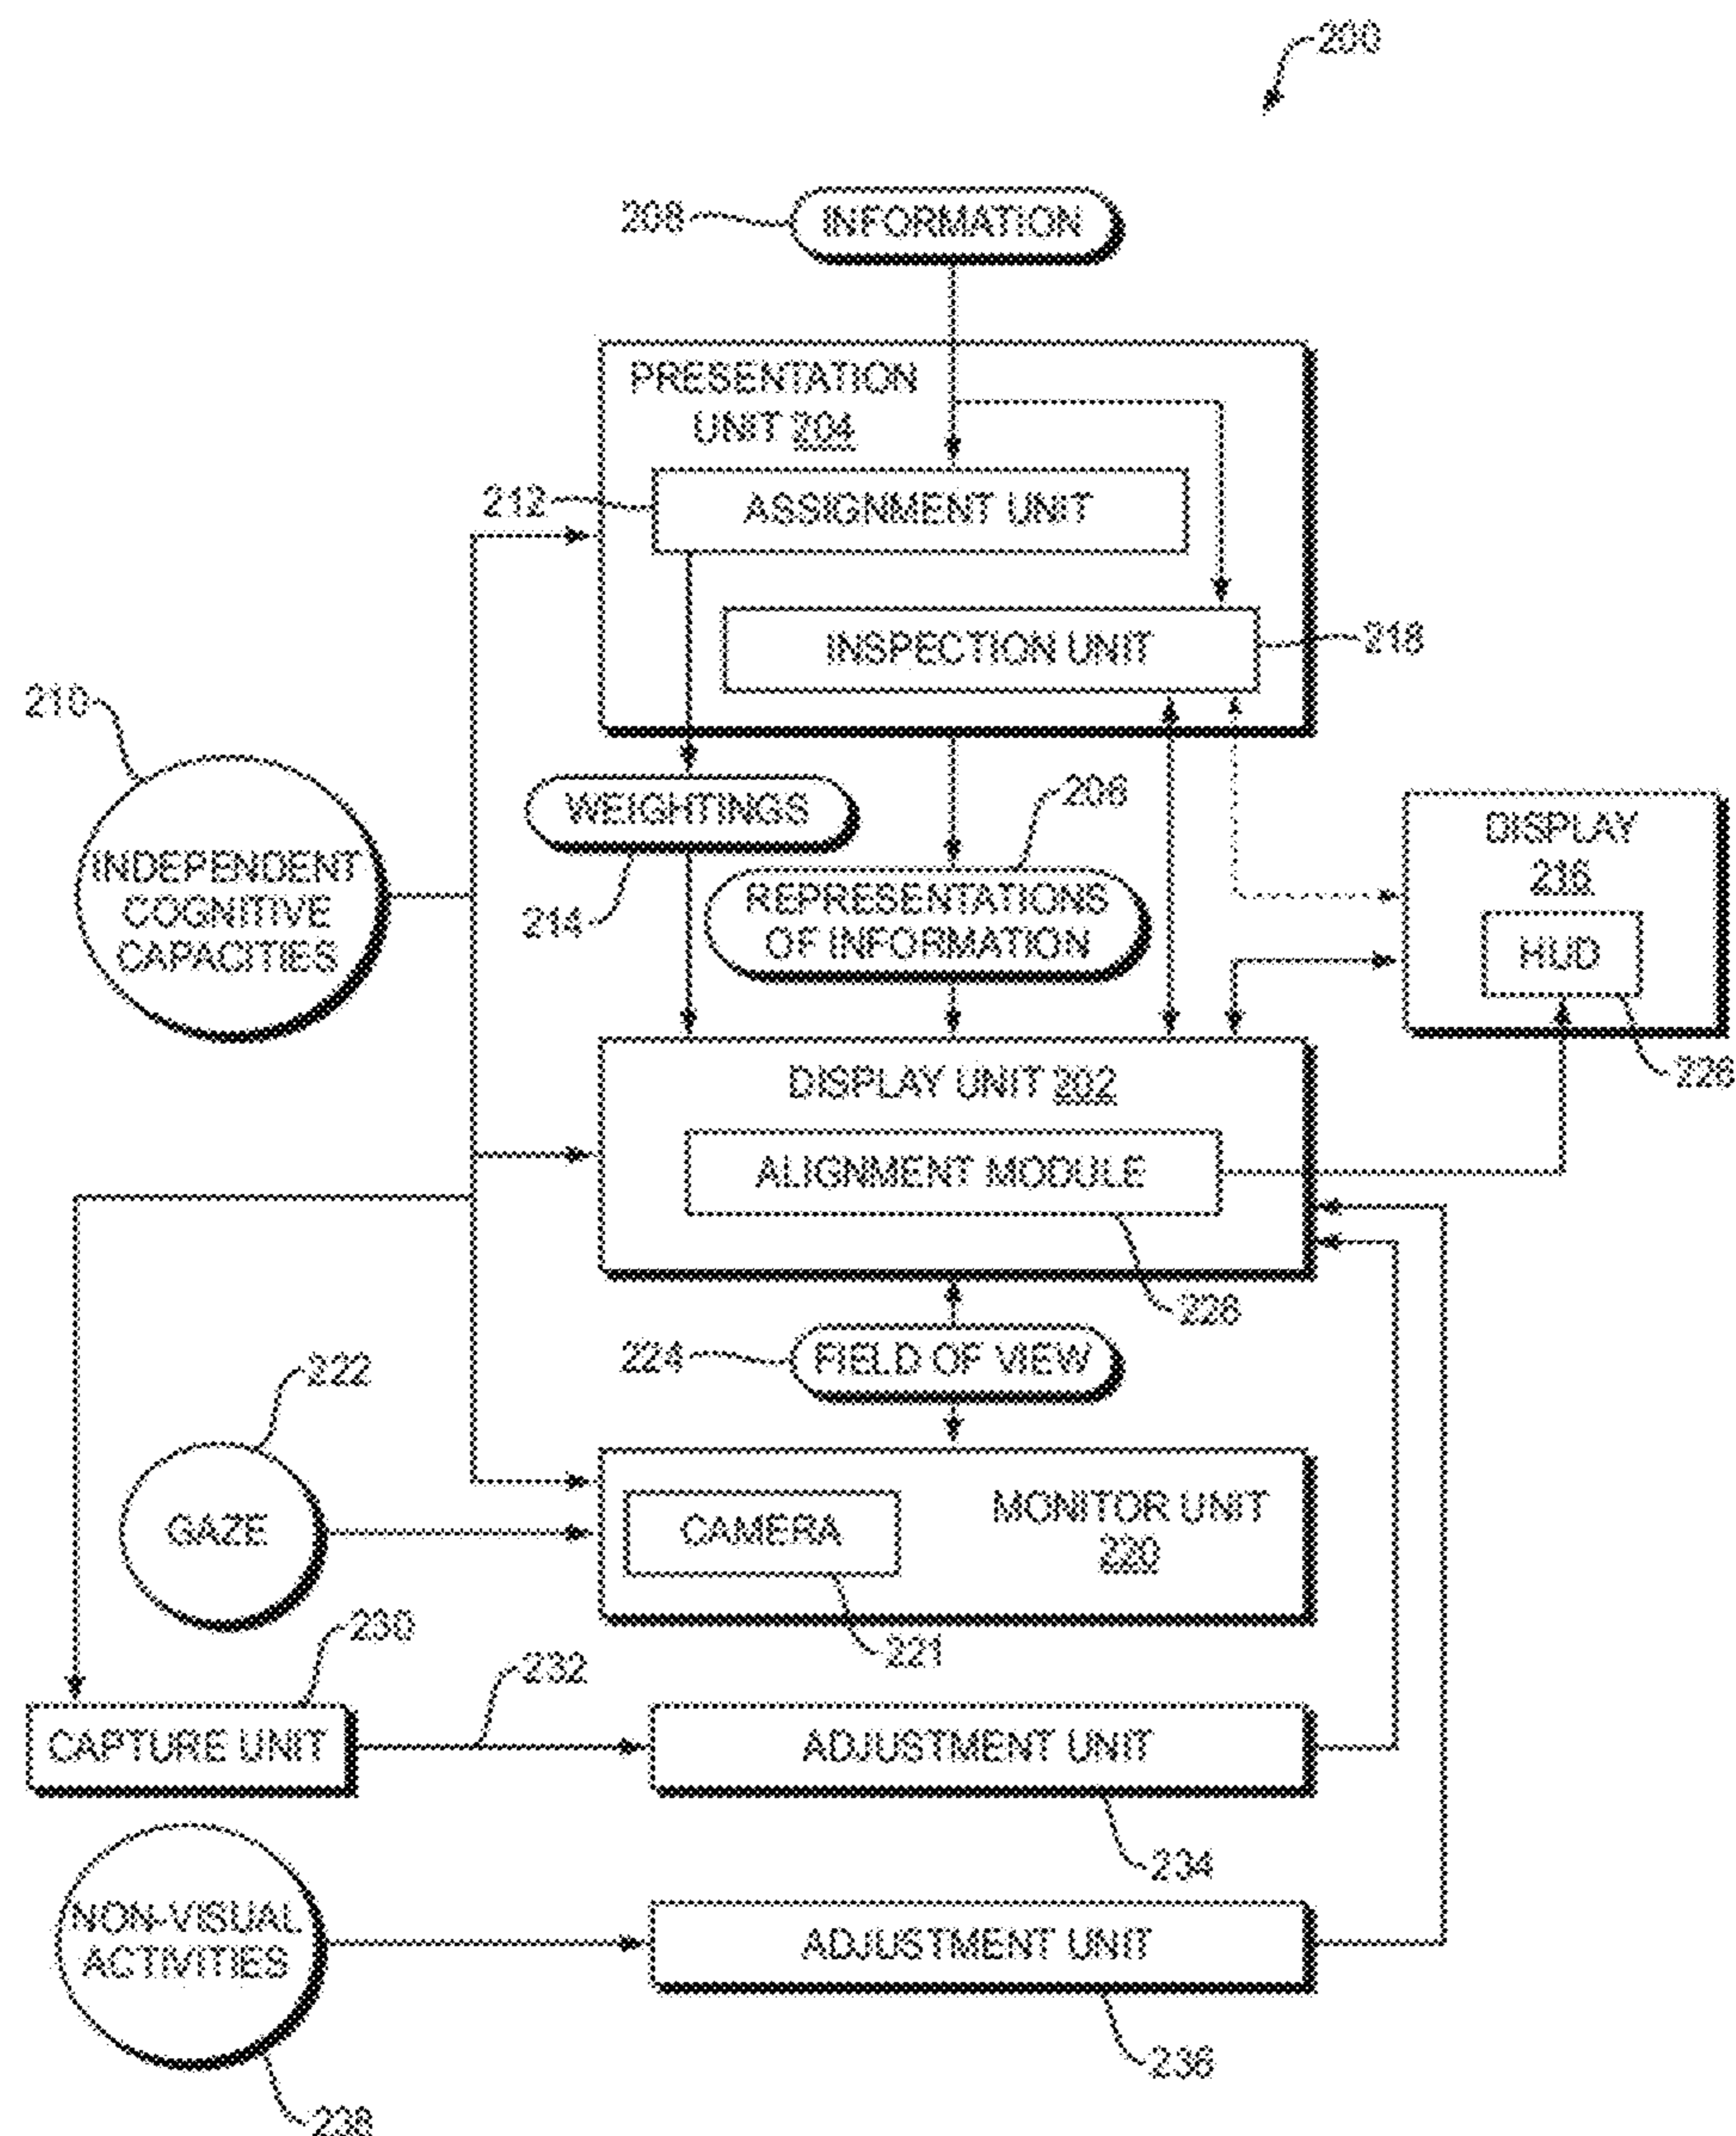 200
208
INFORMATION
PRESENTATION
UNIT 204
212
ASSIGNMENT UNIT
INSPECTION UNIT
218
210
INDEPENDENT
COGNITIVE
CAPACITIES
WEIGHTINGS
214
206
REPRESENTATIONS
OF INFORMATION
DISPLAY
216
HUD
226
DISPLAY UNIT 202
ALIGNMENT MODULE
228
224
FIELD OF VIEW
222
GAZE
CAMERA
MONITOR UNIT
220
221
230
CAPTURE UNIT
232
ADJUSTMENT UNIT
234
NON-VISUAL
ACTIVITIES
ADJUSTMENT UNIT
236
238